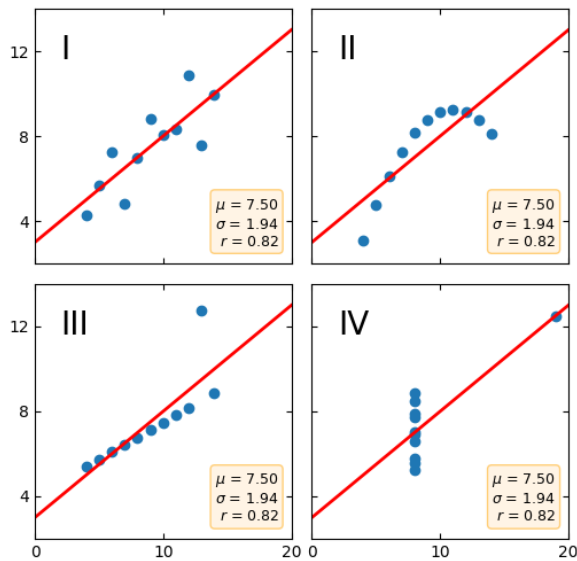 I
II
12
8
4
μ = 7.50
σ = 1.94
r = 0.82
μ = 7.50
σ = 1.94
r = 0.82
III
IV
12
8
4
μ = 7.50
σ = 1.94
r = 0.82
μ = 7.50
σ = 1.94
r = 0.82
0 10 20 0 10 20